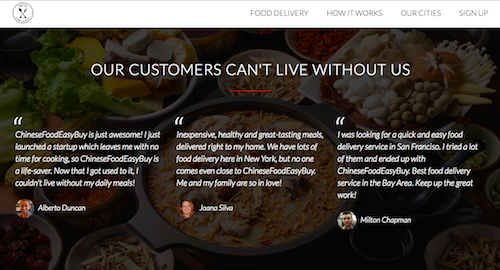 FOOD DELIVERY HOW IT WORKS OUR CITIES SIGN UP
OUR CUSTOMERS CAN'T LIVE WITHOUT US
“
ChineseFoodEasyBuy is just awesome! I just
launched a startup which leaves me with no
time for cooking, so ChineseFoodEasyBuy is
a life-saver. Now that I got used to it, I
couldn't live without my daily meals!
Alberto Duncan
“
Inexpensive, healthy and great-tasting meals,
delivered right to my home. We have lots of
food delivery here in New York, but no one
comes even close to ChineseFoodEasyBuy.
Me and my family are so in love!
Joana Silva
“
I was looking for a quick and easy food
delivery service in San Franciso. I tried a lot
of them and ended up with
ChineseFoodEasyBuy. Best food delivery
service in the Bay Area. Keep up the great
work!
Milton Chapman